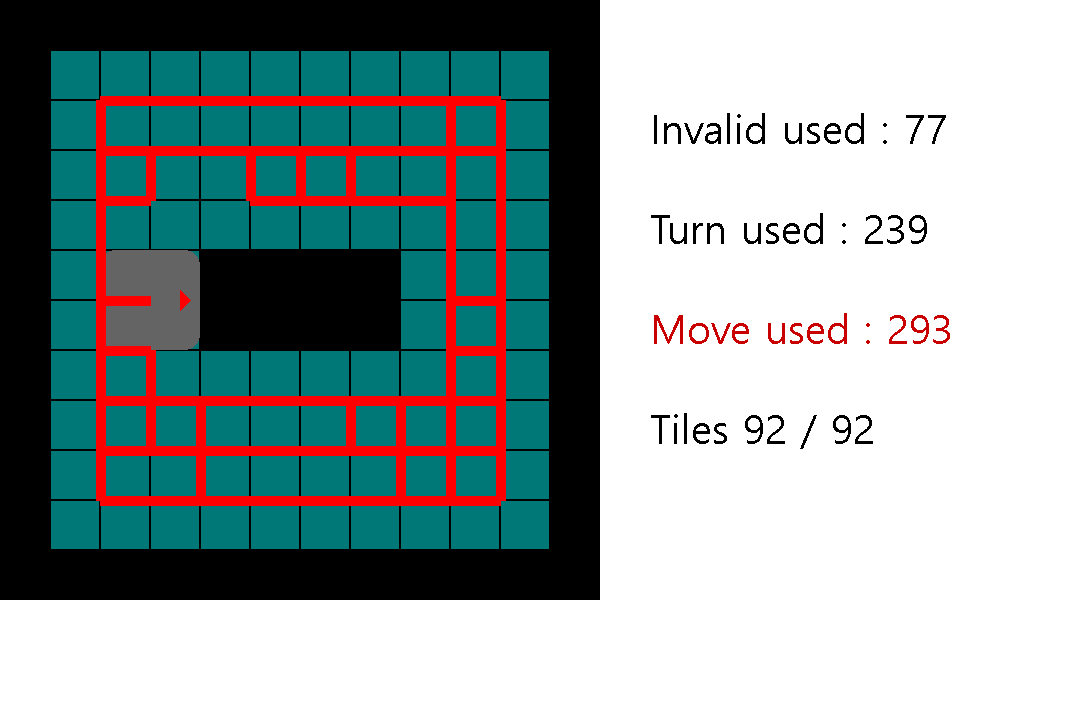 Invalid used : 77
Turn used : 239
Move used : 293
Tiles 92 / 92